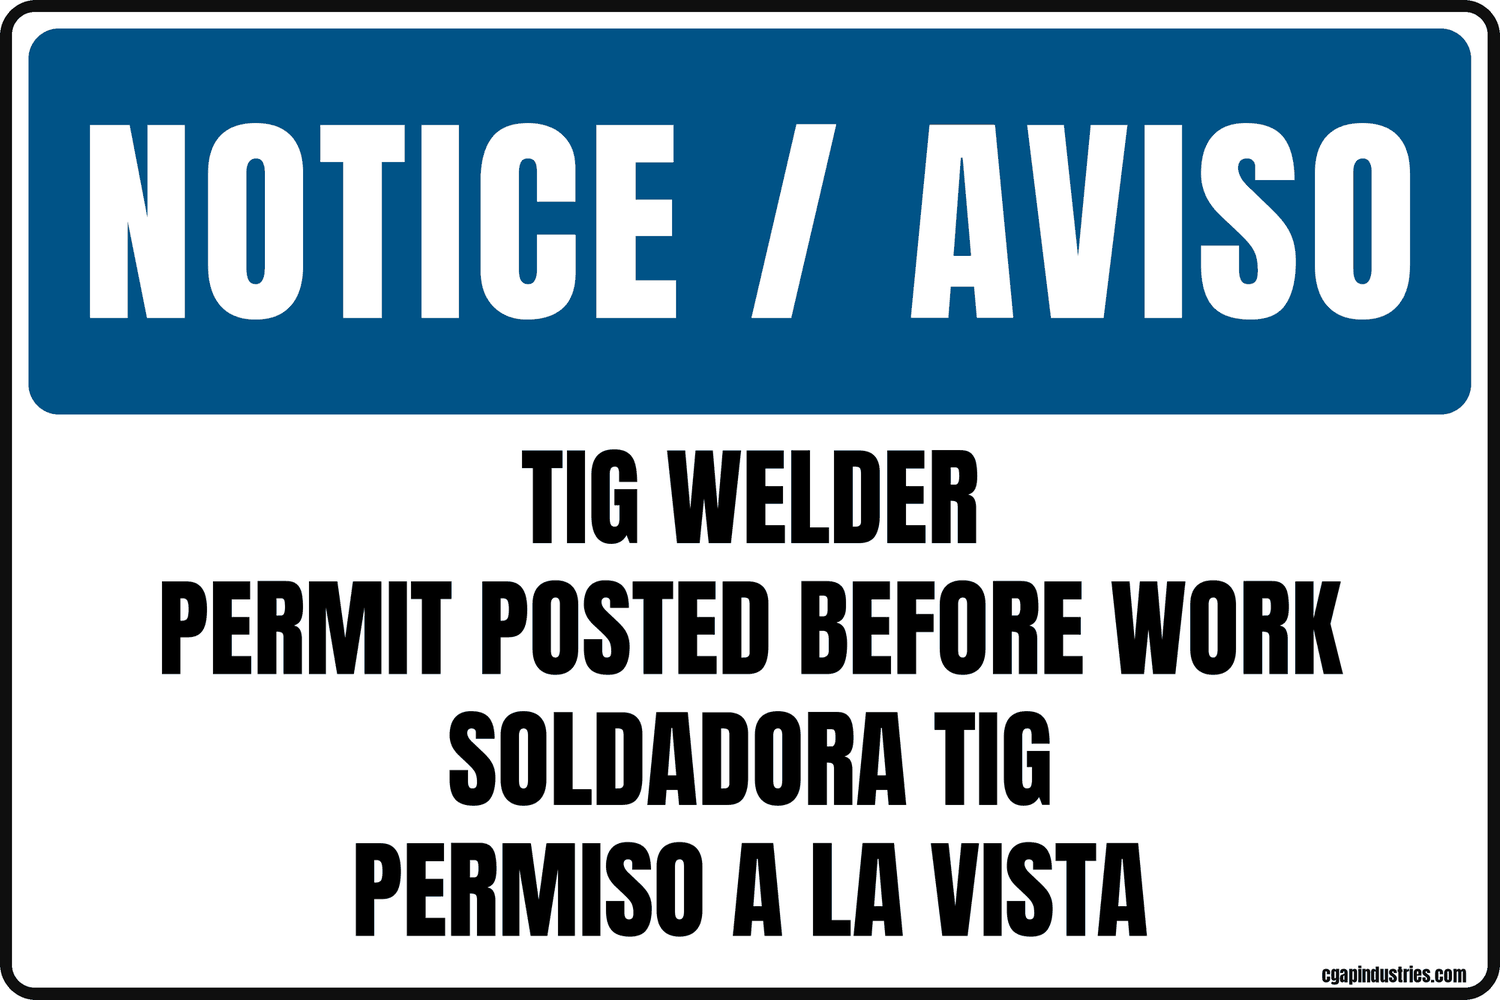 NOTICE / AVISO
TIG WELDER
PERMIT POSTED BEFORE WORK
SOLDADORA TIG
PERMISO A LA VISTA
cgapindustries.com